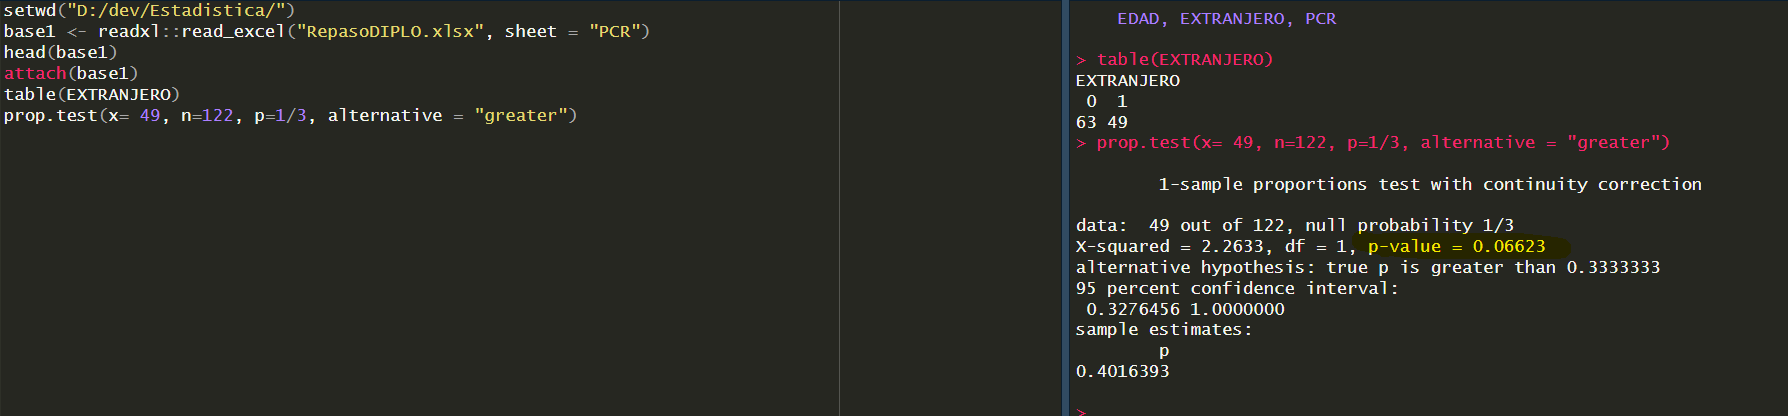 setwd("D:/dev/Estadistica/")
base1 <- readxl::read_excel("RepasoDIPLO.xlsx", sheet = "PCR")
head(base1)
attach(base1)
table(EXTRANJERO)
prop.test(x= 49, n=122, p=1/3, alternative = "greater")
EDAD, EXTRANJERO, PCR
> table(EXTRANJERO)
EXTRANJERO
0 1
63 49
> prop.test(x= 49, n=122, p=1/3, alternative = "greater")
1-sample proportions test with continuity correction
data: 49 out of 122, null probability 1/3
X-squared = 2.2633, df = 1, p-value = 0.06623
alternative hypothesis: true p is greater than 0.3333333
95 percent confidence interval:
0.3276456 1.0000000
sample estimates:
p
0.4016393
>